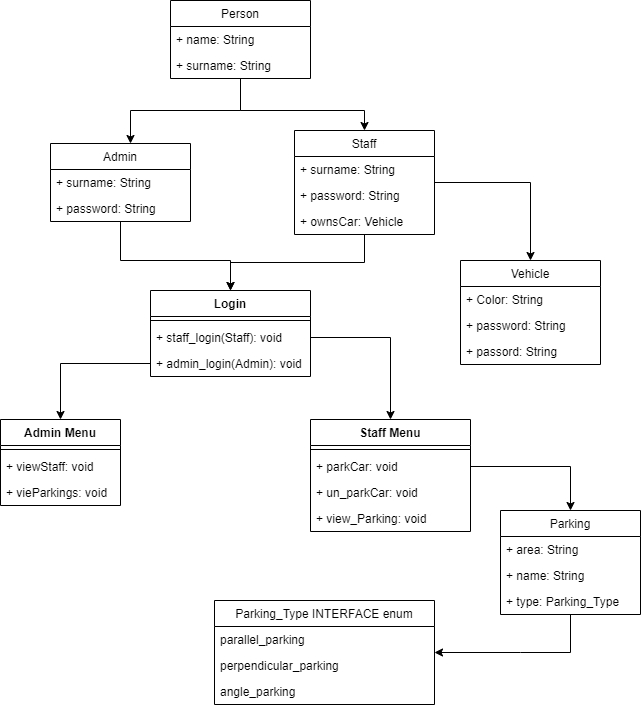 Person
+ name: String
+ surname: String
Admin
+ surname: String
+ password: String
Staff
+ surname: String
+ password: String
+ ownsCar: Vehicle
Vehicle
+ Color: String
+ password: String
+ passord: String
Login
+ staff_login(Staff): void
+ admin_login(Admin): void
Admin Menu
+ viewStaff: void
+ vieParkings: void
Staff Menu
+ parkCar: void
+ un_parkCar: void
+ view_Parking: void
Parking
+ area: String
+ name: String
+ type: Parking_Type
Parking_Type INTERFACE enum
parallel_parking
perpendicular_parking
angle_parking